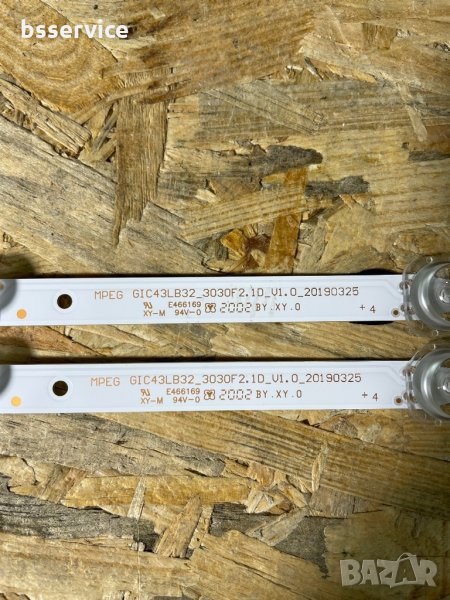 bsservice
MPEG GIC43LB32_3030F2.1D_V1.0_20190325
E466169
XY-M 94V-0 2002 BY.XY.0 + 4
MPEG GIC43LB32_3030F2.1D_V1.0_20190325
E466169
XY-M 94V-0 2002 BY.XY.0 + 4
BAZAR